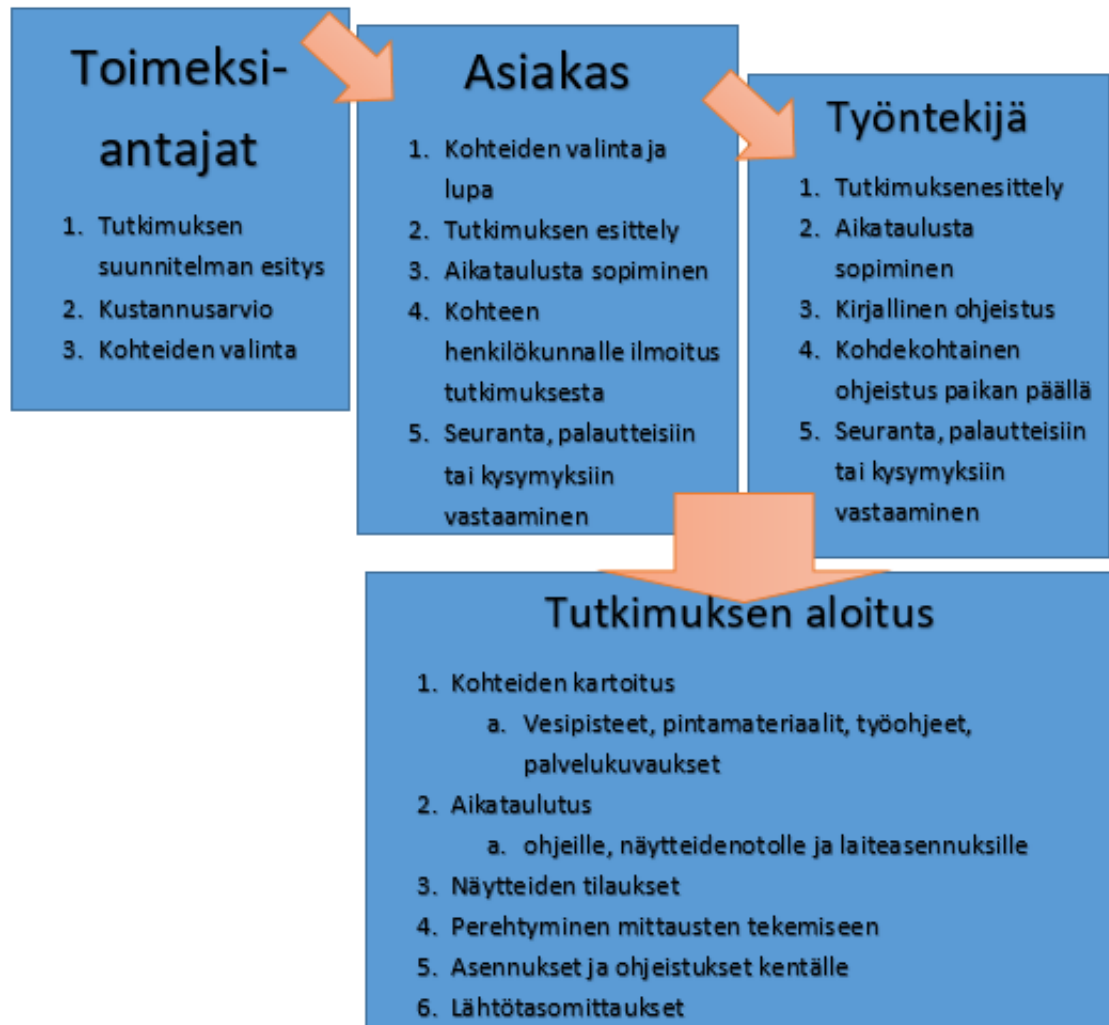 Toimeksi-
antajat
1. Tutkimuksen
suunnitelman esitys
2. Kustannusarvio
3. Kohteiden valinta
Asiakas
1. Kohteiden valinta ja
lupa
2. Tutkimuksen esittely
3. Aikataulusta sopiminen
4. Kohteen
henkilökunnalle ilmoitus
tutkimuksesta
5. Seuranta, palautteisiin
tai kysymyksiin
vastaaminen
Työntekijä
1. Tutkimuksenesittely
2. Aikataulusta
sopiminen
3. Kirjallinen ohjeistus
4. Kohdekohtainen
ohjeistus paikan päällä
5. Seuranta, palautteisiin
tai kysymyksiin
vastaaminen
Tutkimuksen aloitus
1. Kohteiden kartoitus
a. Vesipisteet, pintamateriaalit, työohjeet,
palvelukuvaukset
2. Aikataulutus
a. ohjeille, näytteidenotolle ja laiteasennuksille
3. Näytteiden tilaukset
4. Perehtyminen mittausten tekemiseen
5. Asennukset ja ohjeistukset kentälle
6. Lähtötasomittaukset